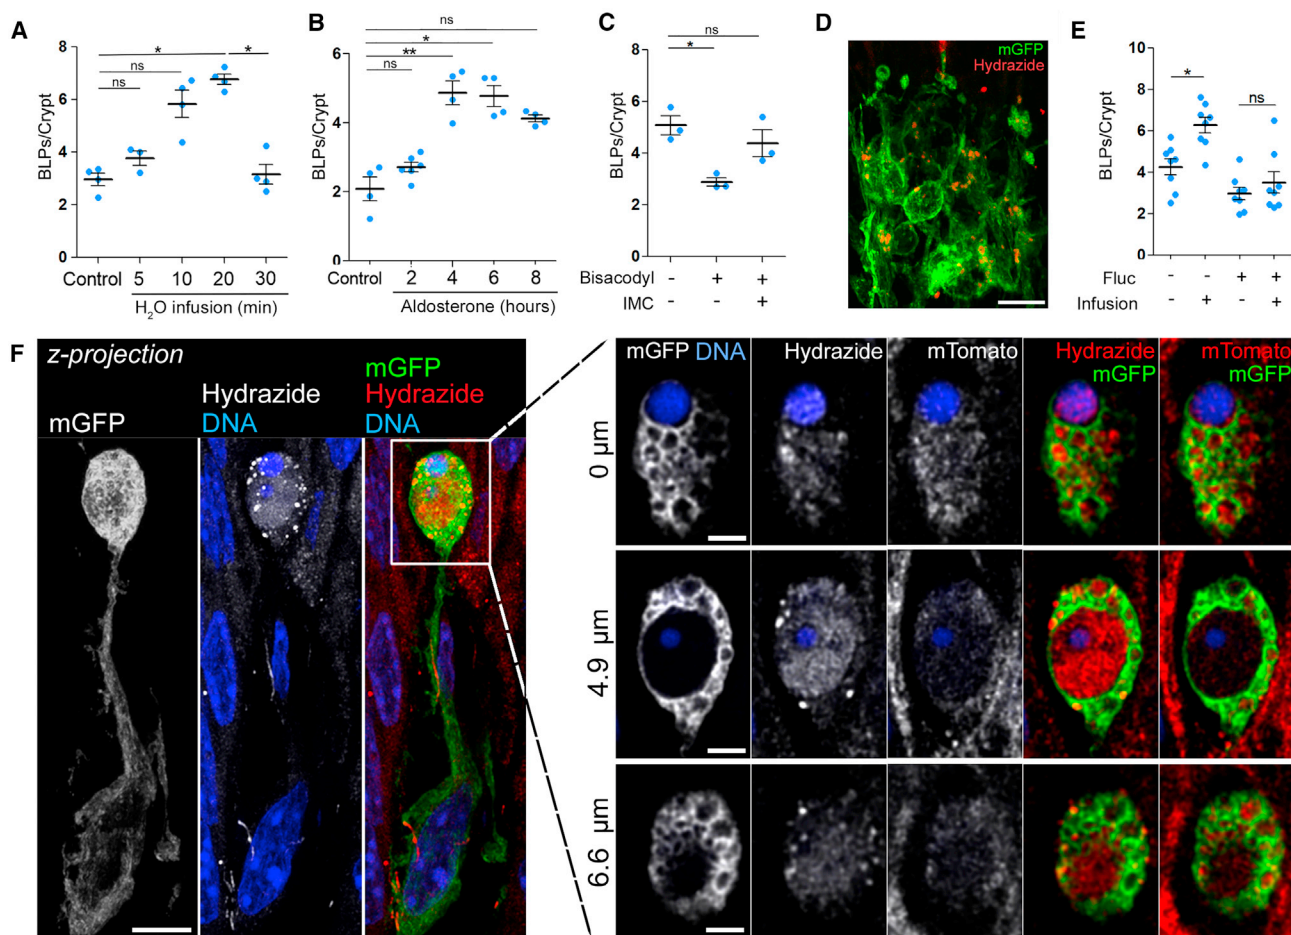 A
BLPs/Crypt
8
6
4
2
0
*
*
ns
ns
Control
5
10
20
30
H₂O infusion (min)
B
BLPs/Crypt
6
4
2
0
ns
*
**
ns
Control
2
4
6
8
Aldosterone (hours)
C
BLPs/Crypt
8
6
4
2
0
ns
*
Bisacodyl - + +
IMC - - +
D
mGFP
Hydrazide
E
BLPs/Crypt
10
8
6
4
2
0
*
ns
Fluc - - + +
Infusion - + - +
F
z-projection
mGFP
Hydrazide
DNA
mGFP
Hydrazide
DNA
mGFP DNA
Hydrazide
mTomato
Hydrazide
mGFP
mTomato
mGFP
0 µm
4.9 µm
6.6 µm